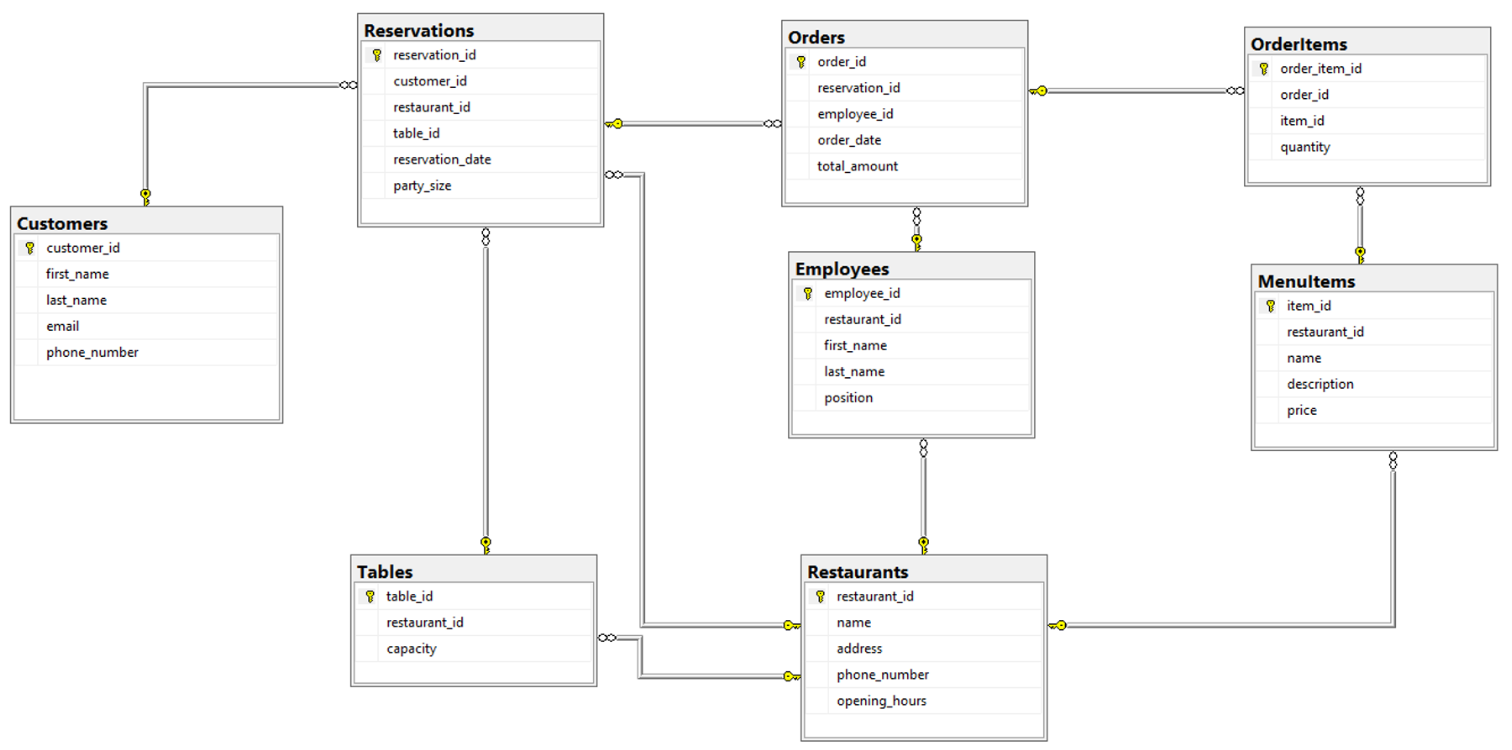 Reservations
reservation_id
customer_id
restaurant_id
table_id
reservation_date
party_size
Orders
order_id
reservation_id
employee_id
order_date
total_amount
OrderItems
order_item_id
order_id
item_id
quantity
Customers
customer_id
first_name
last_name
email
phone_number
Employees
employee_id
restaurant_id
first_name
last_name
position
MenuItems
item_id
restaurant_id
name
description
price
Tables
table_id
restaurant_id
capacity
Restaurants
restaurant_id
name
address
phone_number
opening_hours